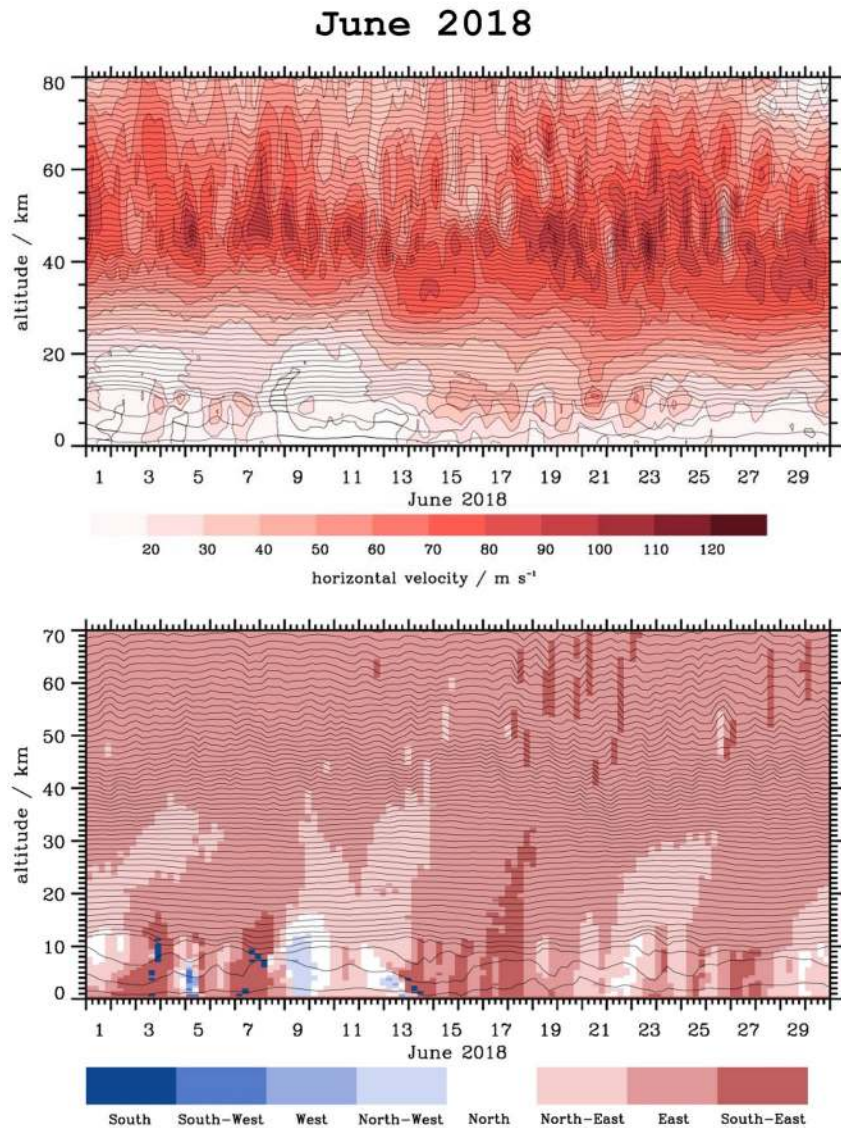 June 2018
80
60
40
20
0
altitude / km
1 3 5 7 9 11 13 15 17 19 21 23 25 27 29
June 2018
20 30 40 50 60 70 80 90 100 110 120
horizontal velocity / m s⁻¹
70
60
50
40
30
20
10
0
altitude / km
1 3 5 7 9 11 13 15 17 19 21 23 25 27 29
June 2018
South South-West West North-West North North-East East South-East